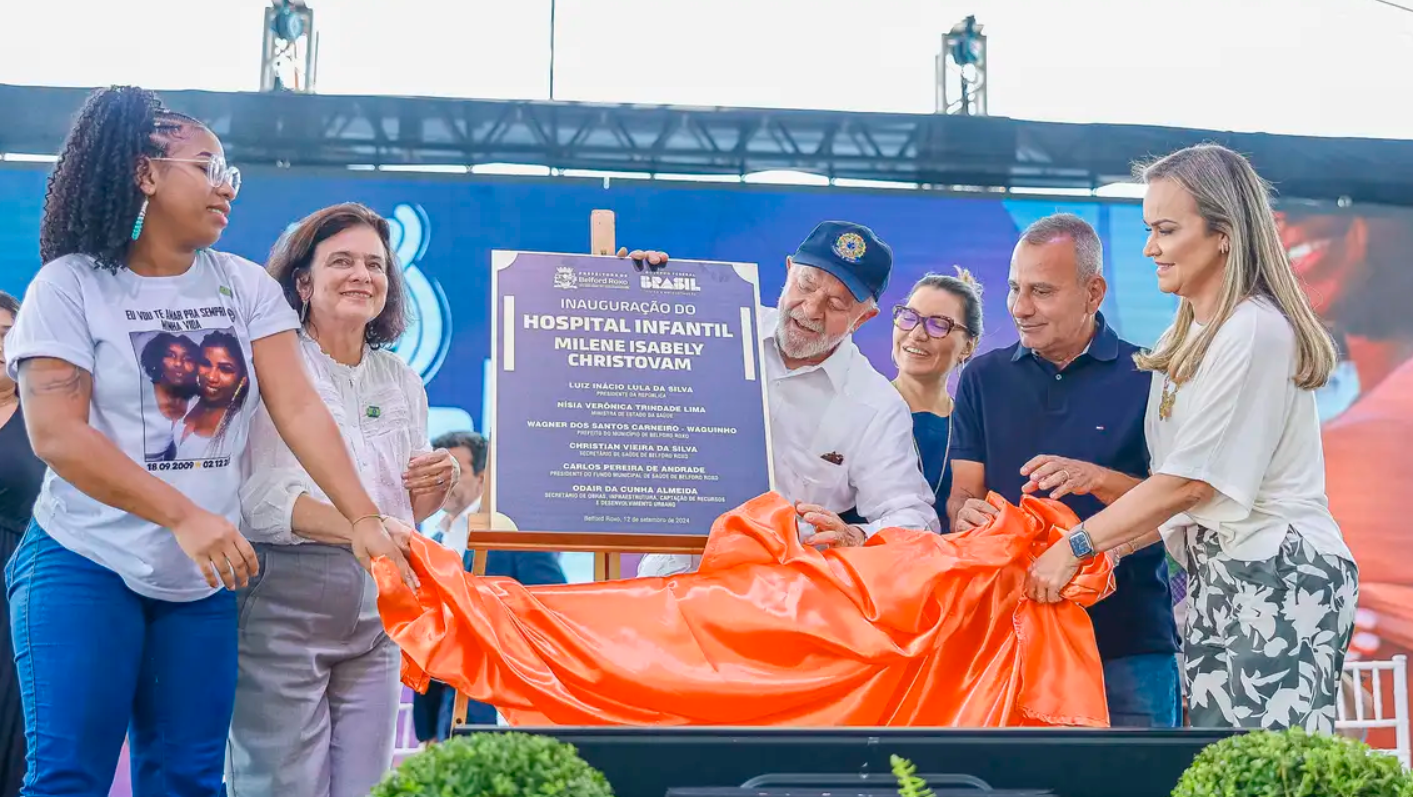 EU VOU TE AMAR PRA SEMPRE
MINHA VIDA
18.09 2009
02 12
PREFEITURA DE
Belford Roxo
GOVERNO FEDERAL
BRASIL
INAUGURAÇÃO DO
HOSPITAL INFANTIL
MILENE ISABELY
CHRISTOVAM
LUIZ INÁCIO LULA DA SILVA
PRESIDENTE DA REPÚBLICA
NÍSIA VERÔNICA TRINDADE LIMA
MINISTRA DE ESTADO DA SAÚDE
WAGNER DOS SANTOS CARNEIRO - WAGUINHO
PREFEITO DO MUNICÍPIO DE BELFORD ROXO
CHRISTIAN VIEIRA DA SILVA
SECRETÁRIO DE SAÚDE DE BELFORD ROXO
CARLOS PEREIRA DE ANDRADE
PRESIDENTE DO FUNDO MUNICIPAL DE SAÚDE DE BELFORD ROXO
ODAIR DA CUNHA ALMEIDA
SECRETÁRIO DE OBRAS, INFRAESTRUTURA, CAPTAÇÃO DE RECURSOS
E DESENVOLVIMENTO URBANO
Belford Roxo, 12 de setembro de 2024